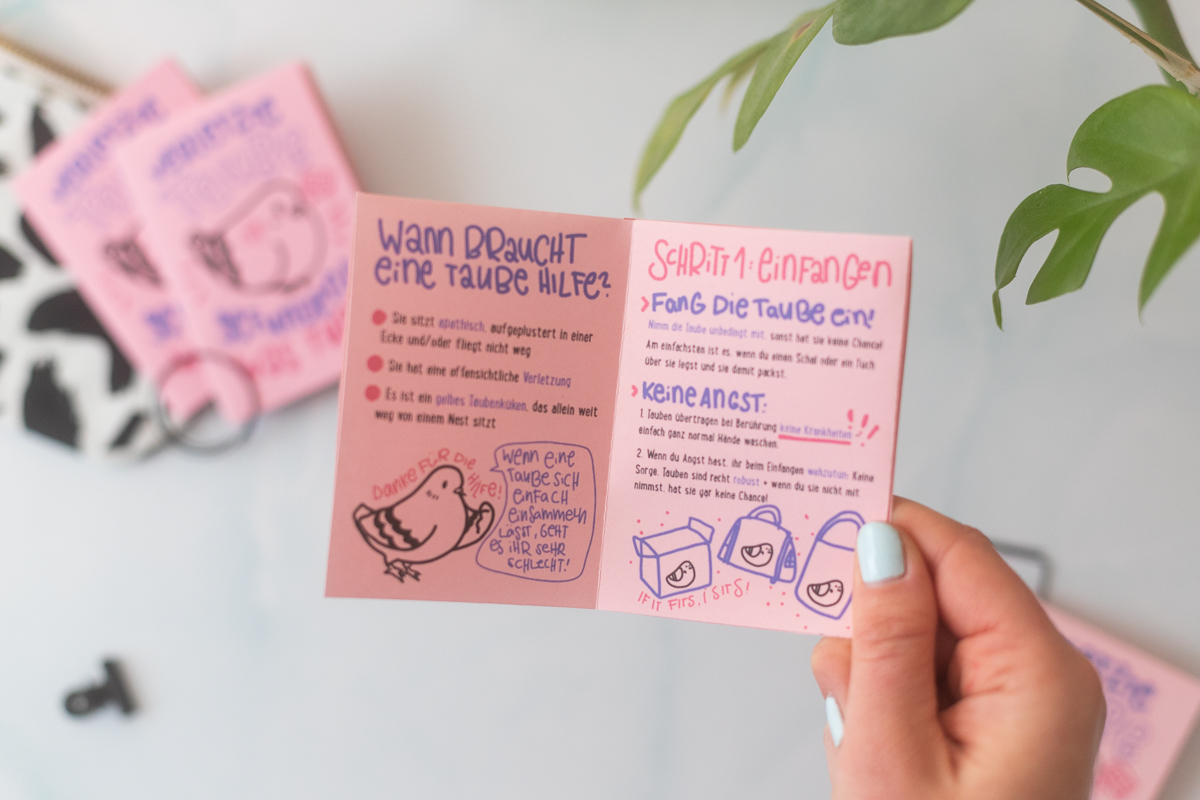 Wann braucht
eine Taube Hilfe?
Sie sitzt apathisch, aufgeplustert in einer
Ecke und/oder fliegt nicht weg
Sie hat eine offensichtliche Verletzung
Es ist ein gelbes Taubenküken, das allein weit
weg von einem Nest sitzt
Danke für die Hilfe!
Wenn eine
Taube sich
einfach
einsammeln
lässt, geht
es ihr sehr
schlecht!
Schritt 1: einfangen
> Fang die Taube ein!
Nimm die Taube unbedingt mit, sonst hat sie keine Chance!
Am einfachsten ist es, wenn du einen Schal oder ein Tuch
über sie legst und sie damit packst.
> Keine Angst:
1. Tauben übertragen bei Berührung keine Krankheiten
einfach ganz normal Hände waschen.
2. Wenn du Angst hast, ihr beim Einfangen wehzutun: Keine
Sorge, Tauben sind recht robust + wenn du sie nicht mit
nimmst, hat sie gar keine Chance!
IF IT FITS, I SITS!